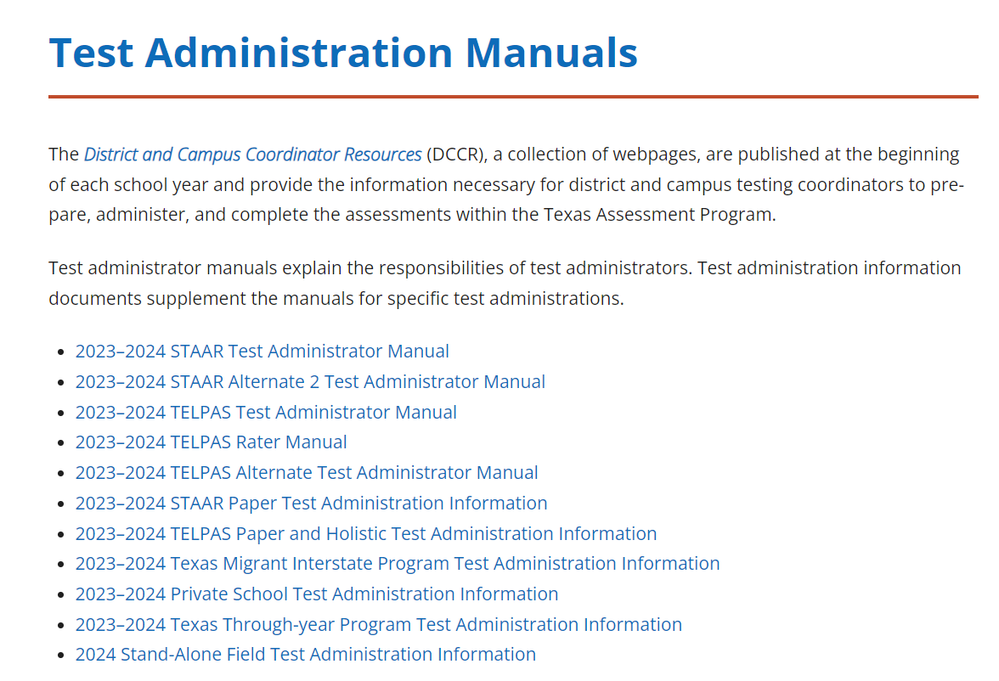 Test Administration Manuals
The District and Campus Coordinator Resources (DCCR), a collection of webpages, are published at the beginning
of each school year and provide the information necessary for district and campus testing coordinators to pre-
pare, administer, and complete the assessments within the Texas Assessment Program.
Test administrator manuals explain the responsibilities of test administrators. Test administration information
documents supplement the manuals for specific test administrations.
• 2023–2024 STAAR Test Administrator Manual
• 2023–2024 STAAR Alternate 2 Test Administrator Manual
• 2023–2024 TELPAS Test Administrator Manual
• 2023–2024 TELPAS Rater Manual
• 2023–2024 TELPAS Alternate Test Administrator Manual
• 2023–2024 STAAR Paper Test Administration Information
• 2023–2024 TELPAS Paper and Holistic Test Administration Information
• 2023–2024 Texas Migrant Interstate Program Test Administration Information
• 2023–2024 Private School Test Administration Information
• 2023–2024 Texas Through-year Program Test Administration Information
• 2024 Stand-Alone Field Test Administration Information